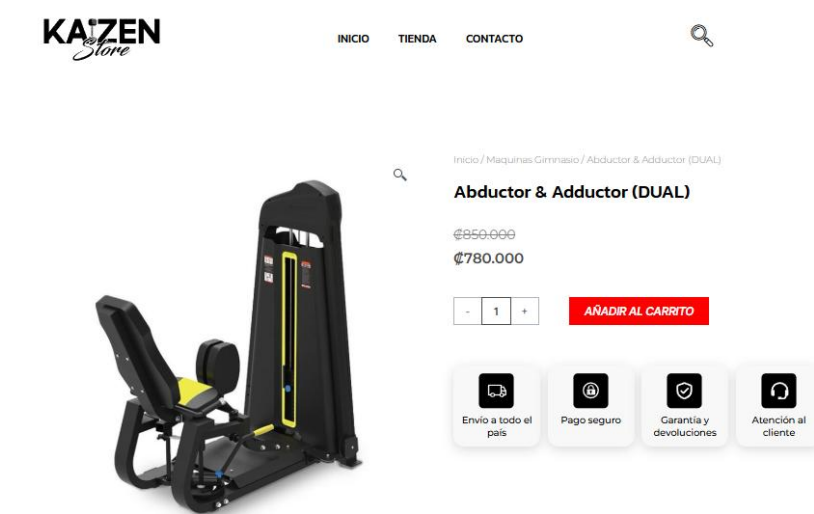 KAIZEN
Store
INICIO TIENDA CONTACTO
Inicio / Maquinas Gimnasio / Abductor & Adductor (DUAL)
Abductor & Adductor (DUAL)
₡850.000
₡780.000
- 1 +
AÑADIR AL CARRITO
Envío a todo el
país
Pago seguro
Garantía y
devoluciones
Atención al
cliente